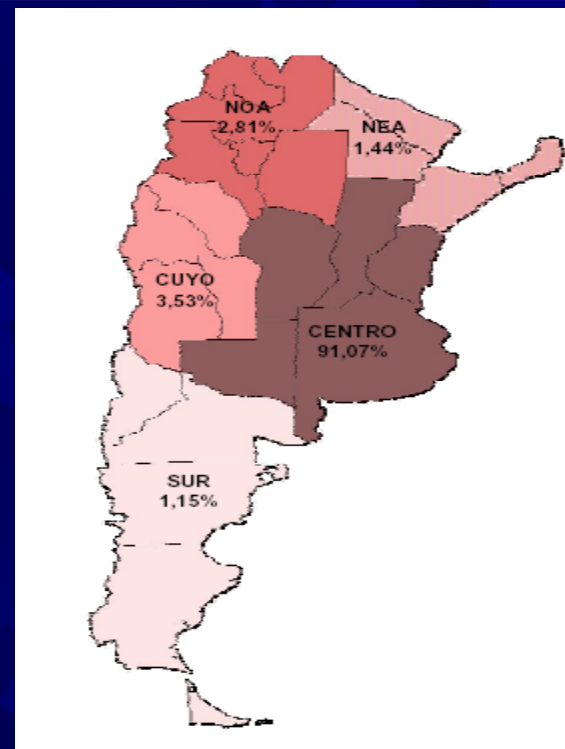 NOA
2,81%
NEA
1,44%
CUYO
3,53%
CENTRO
91,07%
SUR
1,15%